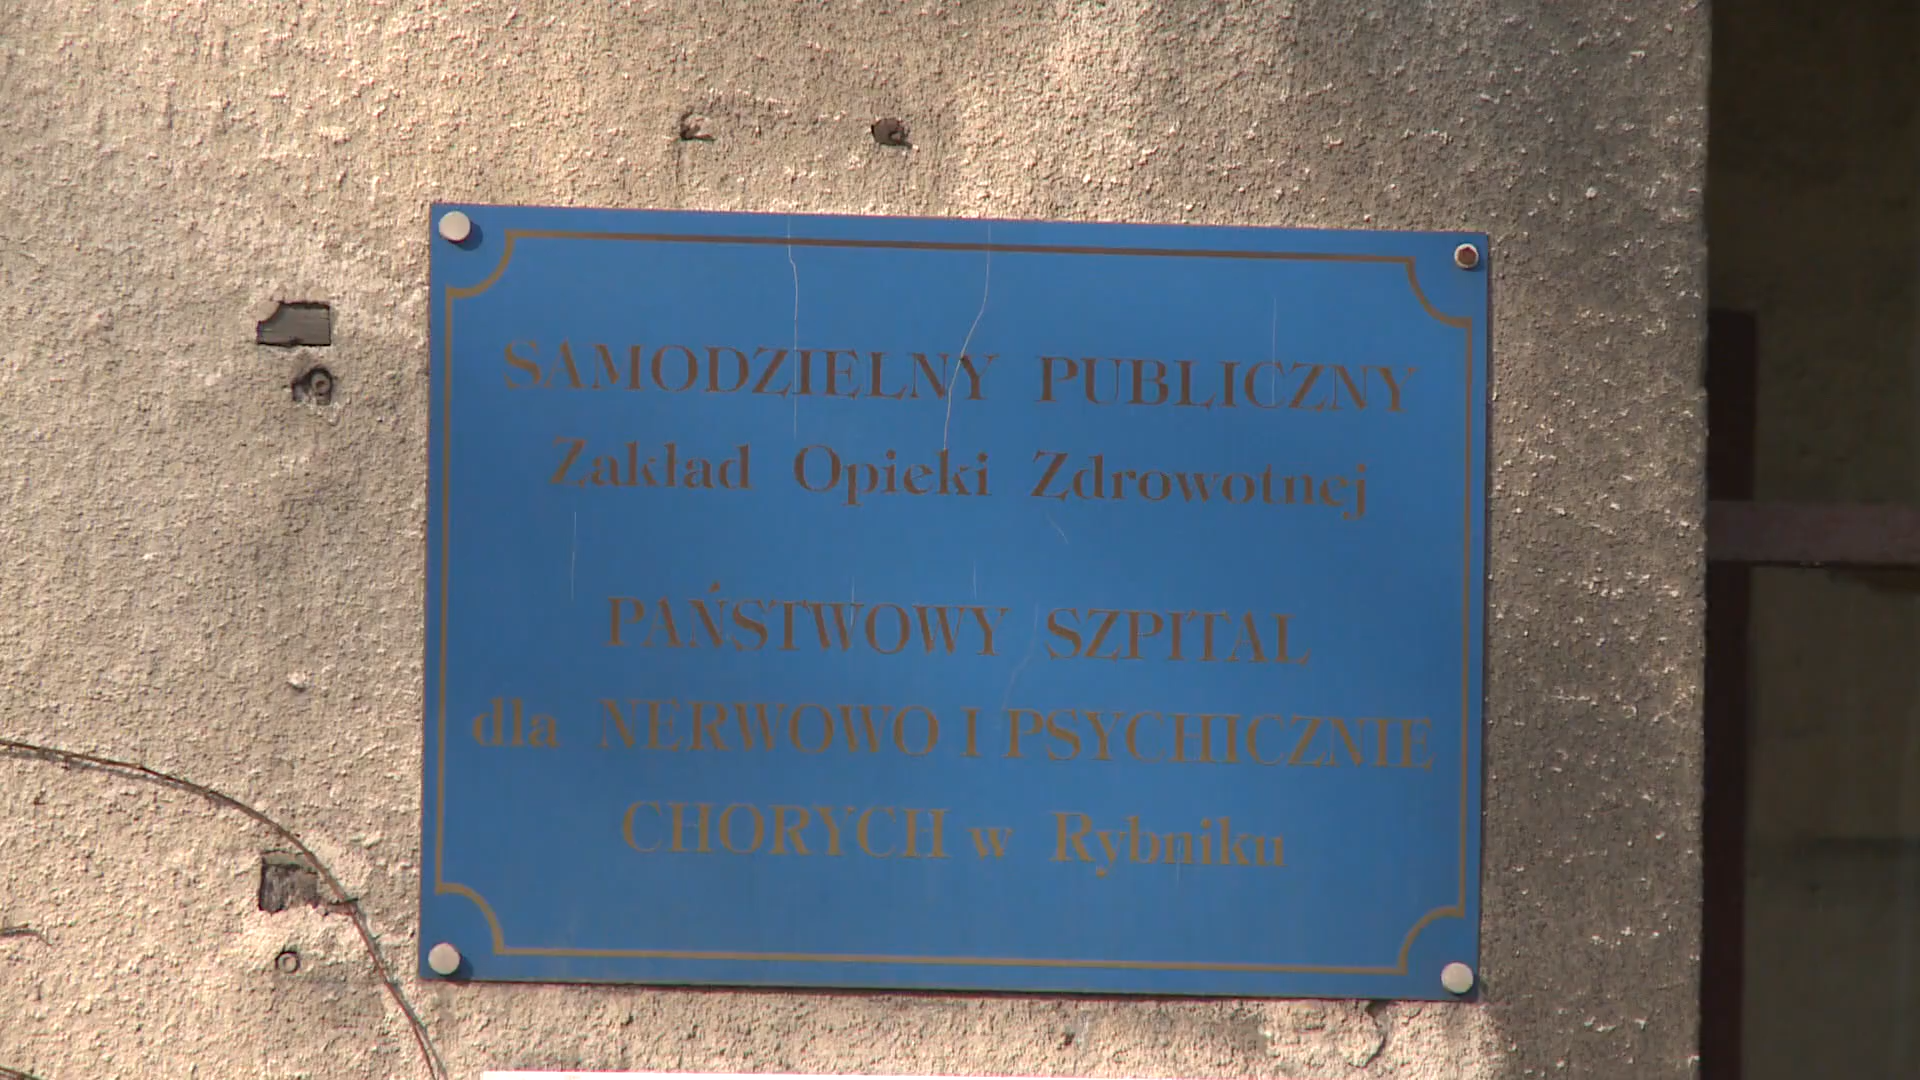 SAMODZIELNY PUBLICZNY
Zakład Opieki Zdrowotnej
PAŃSTWOWY SZPITAL
dla NERWOWO I PSYCHICZNIE
CHORYCH w Rybniku